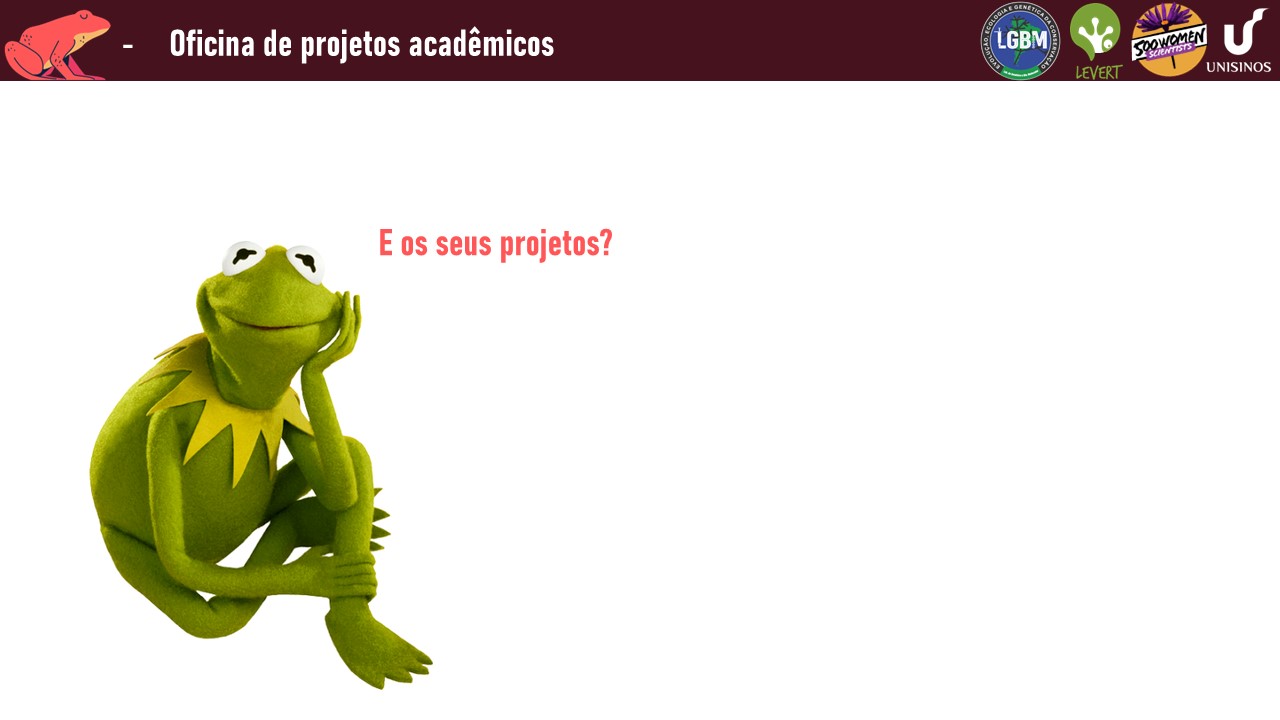 - Oficina de projetos acadêmicos
LGBM
EVOLUÇÃO, ECOLOGIA E GENÉTICA DA CONSERVAÇÃO
LEVERT
500 WOMEN
SCIENTISTS
UNISINOS
E os seus projetos?